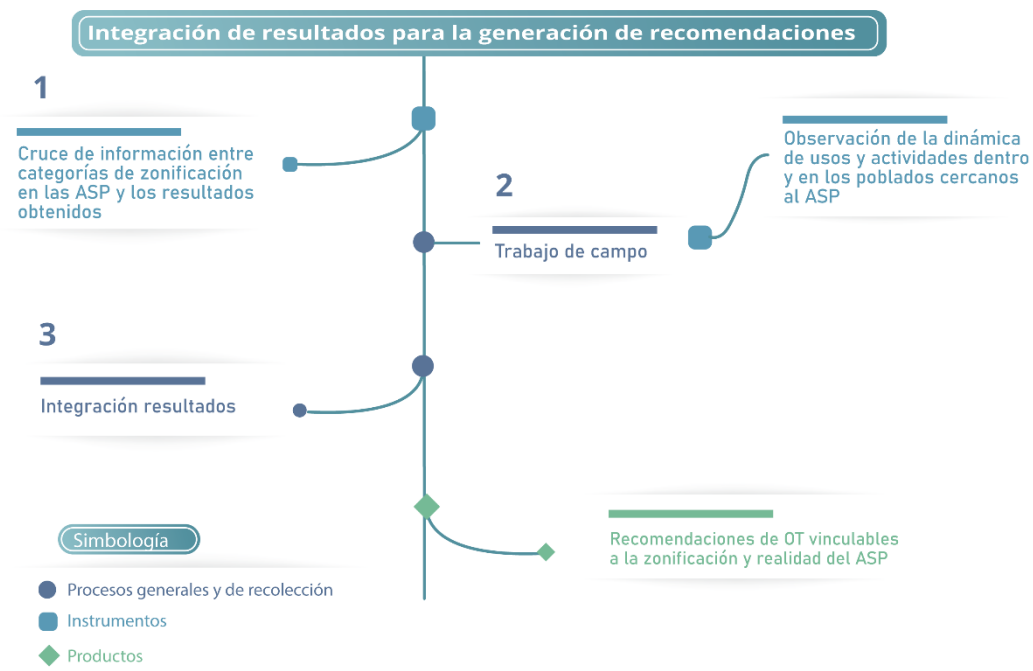 Integración de resultados para la generación de recomendaciones
1
Cruce de información entre
categorías de zonificación
en las ASP y los resultados
obtenidos
2
Trabajo de campo
Observación de la dinámica
de usos y actividades dentro
y en los poblados cercanos
al ASP
3
Integración resultados
Recomendaciones de OT vinculables
a la zonificación y realidad del ASP
Simbología
Procesos generales y de recolección
Instrumentos
Productos